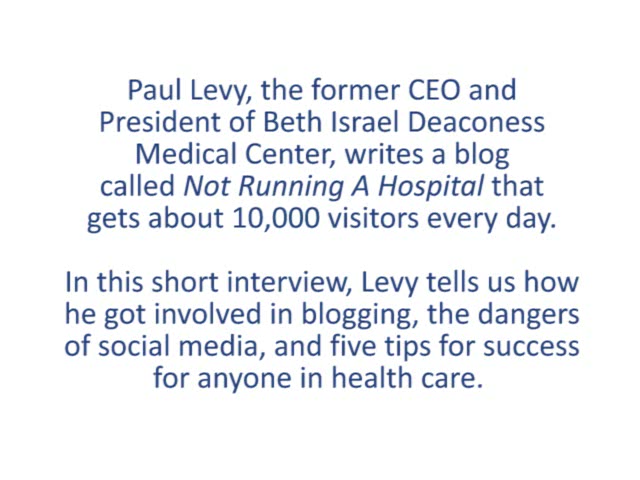 Paul Levy, the former CEO and
President of Beth Israel Deaconess
Medical Center, writes a blog
called Not Running A Hospital that
gets about 10,000 visitors every day.
In this short interview, Levy tells us how
he got involved in blogging, the dangers
of social media, and five tips for success
for anyone in health care.